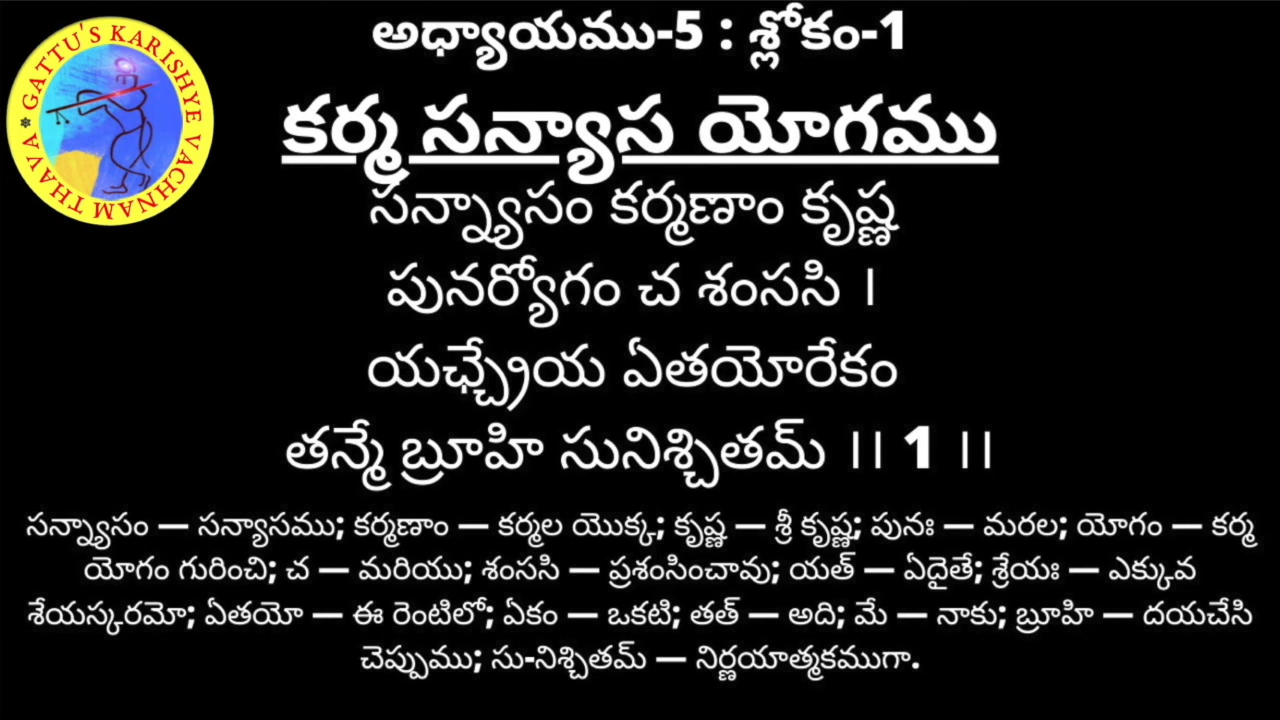 అధ్యాయము-5 : శ్లోకం-1
GATTU'S KARISHYE VACHNAM THAVA
కర్మ సన్యాస యోగము
సన్న్యాసం కర్మణాం కృష్ణ
పునర్యోగం చ శంససి ।
యచ్ఛ్రేయ ఏతయోరేకం
తన్మే బ్రూహి సునిశ్చితమ్ ।। 1 ।।
సన్న్యాసం — సన్యాసము; కర్మణాం — కర్మల యొక్క; కృష్ణ — శ్రీ కృష్ణ; పునః — మరల; యోగం — కర్మ
యోగం గురించి; చ — మరియు; శంససి — ప్రశంసించావు; యత్ — ఏదైతే; శ్రేయః — ఎక్కువ
శేయస్కరమో; ఏతయో — ఈ రెంటిలో; ఏకం — ఒకటి; తత్ — అది; మే — నాకు; బ్రూహి — దయచేసి
చెప్పుము; సు-నిశ్చితమ్ — నిర్ణయాత్మకముగా.